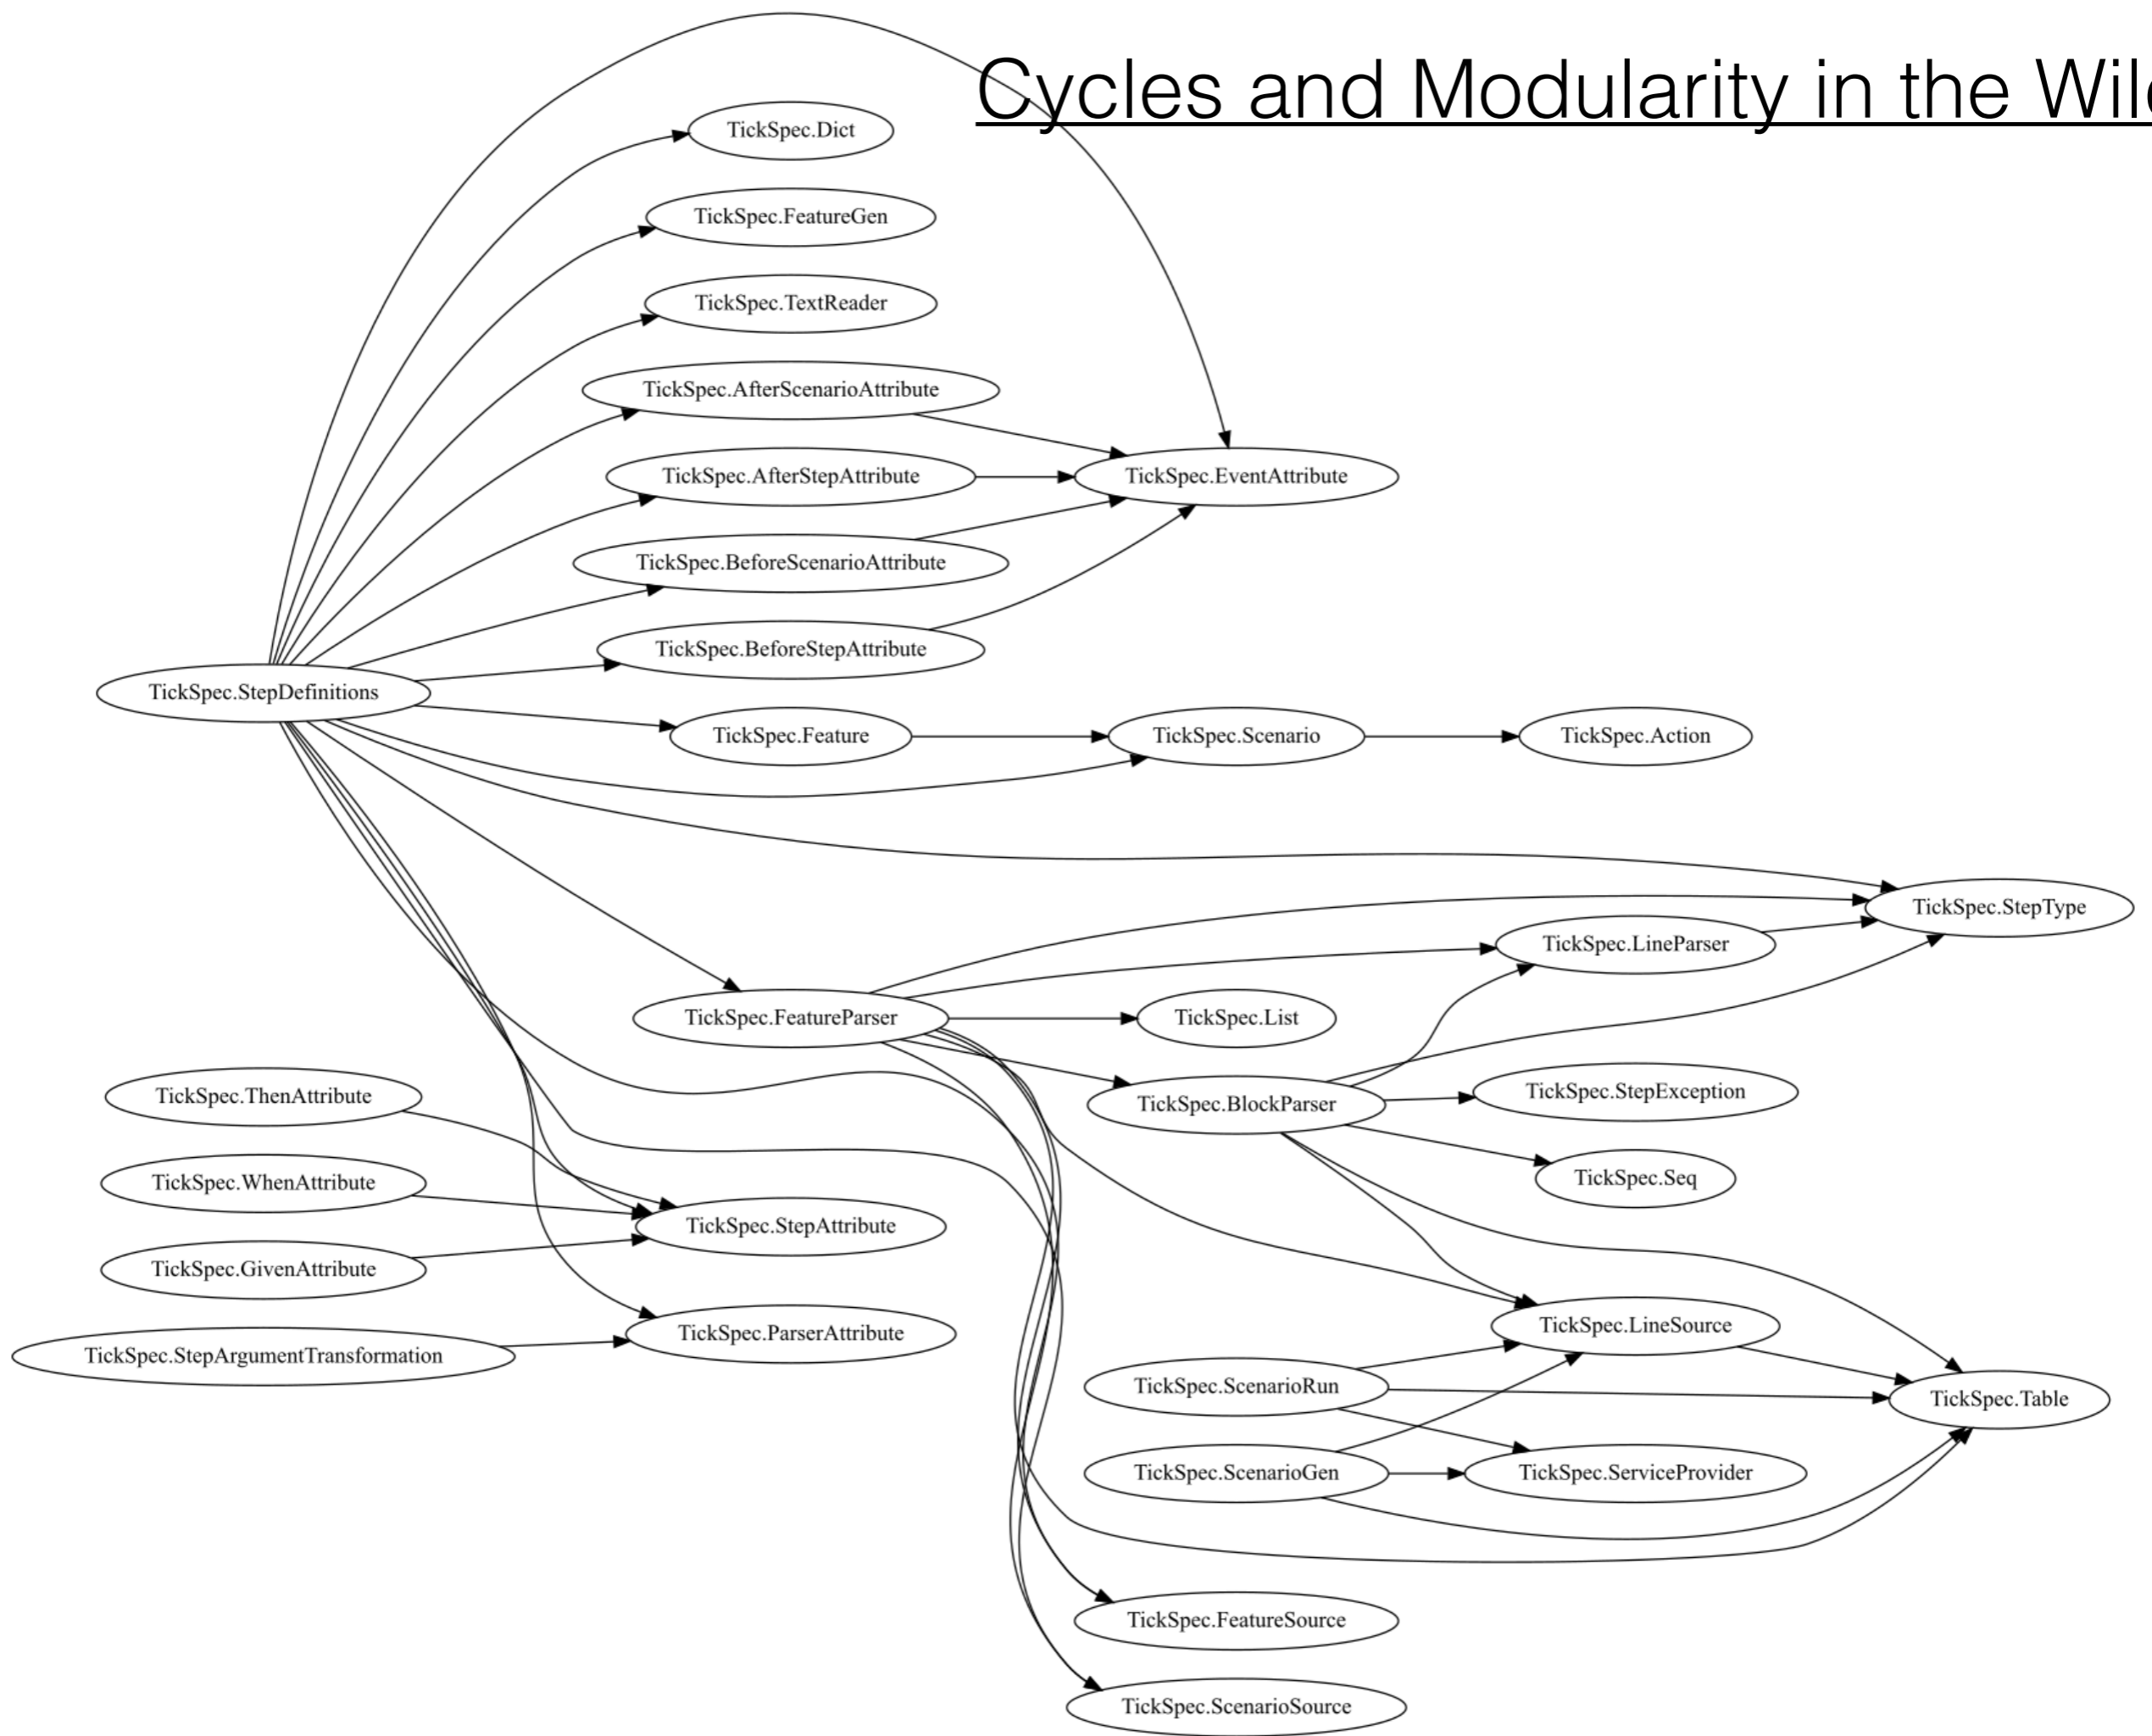 Cycles and Modularity in the Wil
TickSpec.Dict
TickSpec.FeatureGen
TickSpec.TextReader
TickSpec.AfterScenarioAttribute
TickSpec.AfterStepAttribute
TickSpec.EventAttribute
TickSpec.BeforeScenarioAttribute
TickSpec.BeforeStepAttribute
TickSpec.StepDefinitions
TickSpec.Feature
TickSpec.Scenario
TickSpec.Action
TickSpec.StepType
TickSpec.LineParser
TickSpec.FeatureParser
TickSpec.List
TickSpec.ThenAttribute
TickSpec.BlockParser
TickSpec.StepException
TickSpec.WhenAttribute
TickSpec.Seq
TickSpec.StepAttribute
TickSpec.GivenAttribute
TickSpec.LineSource
TickSpec.ParserAttribute
TickSpec.StepArgumentTransformation
TickSpec.ScenarioRun
TickSpec.Table
TickSpec.ScenarioGen
TickSpec.ServiceProvider
TickSpec.FeatureSource
TickSpec.ScenarioSource